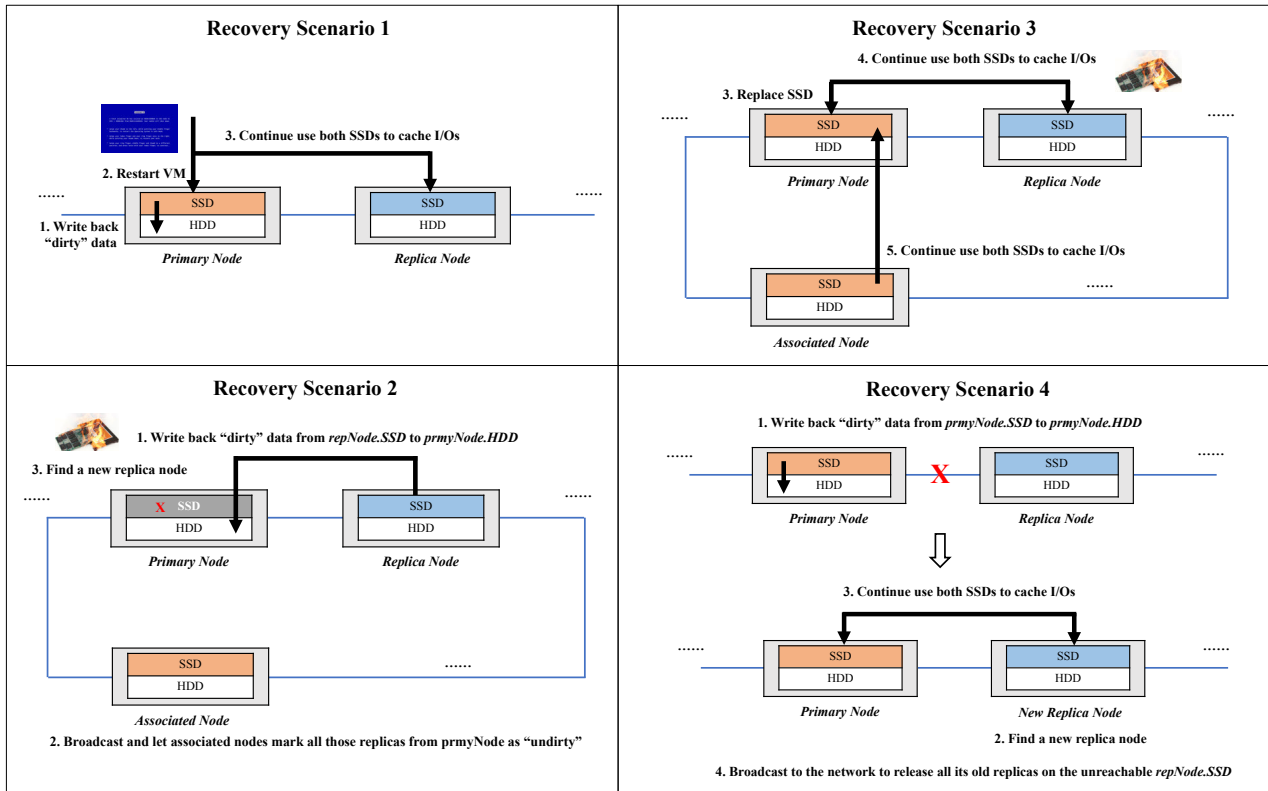 Recovery Scenario 1
3. Continue use both SSDs to cache I/Os
2. Restart VM
......
......
SSD
HDD
1. Write back
“dirty” data
Primary Node
SSD
HDD
Replica Node
Recovery Scenario 3
4. Continue use both SSDs to cache I/Os
3. Replace SSD
......
......
SSD
HDD
Primary Node
SSD
HDD
Replica Node
5. Continue use both SSDs to cache I/Os
SSD
HDD
......
Associated Node
Recovery Scenario 2
1. Write back “dirty” data from repNode.SSD to prmyNode.HDD
3. Find a new replica node
......
......
X SSD
HDD
Primary Node
SSD
HDD
Replica Node
SSD
HDD
......
Associated Node
2. Broadcast and let associated nodes mark all those replicas from prmyNode as “undirty”
Recovery Scenario 4
1. Write back “dirty” data from prmyNode.SSD to prmyNode.HDD
......
......
SSD
HDD
Primary Node
X
SSD
HDD
Replica Node
3. Continue use both SSDs to cache I/Os
......
......
SSD
HDD
Primary Node
SSD
HDD
New Replica Node
2. Find a new replica node
4. Broadcast to the network to release all its old replicas on the unreachable repNode.SSD